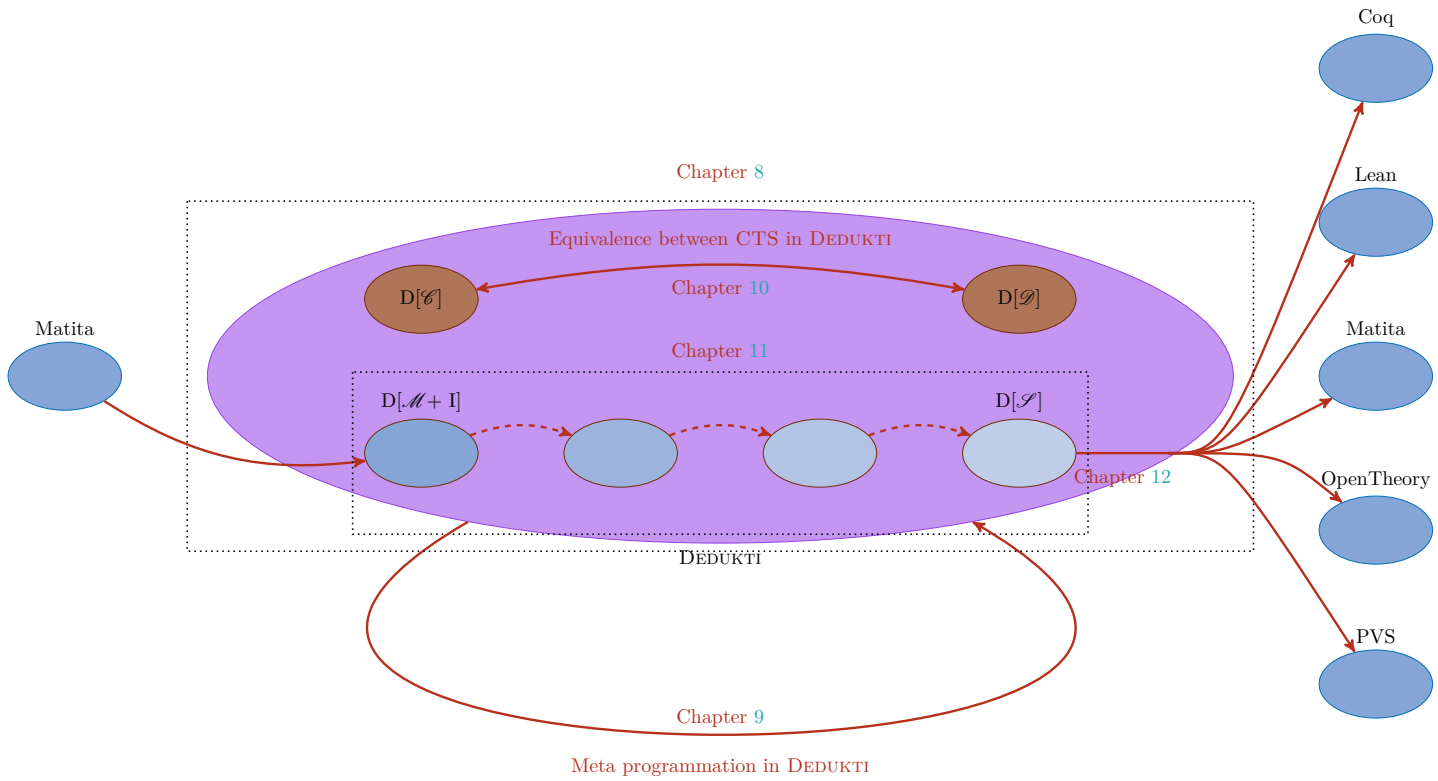 Coq
Chapter 8
Lean
Equivalence between CTS in DEDUKTI
D[𝒞]
D[𝒟]
Chapter 10
Matita
Matita
Chapter 11
D[ℳ + I]
D[𝒮]
Chapter 12
OpenTheory
DEDUKTI
PVS
Chapter 9
Meta programmation in DEDUKTI